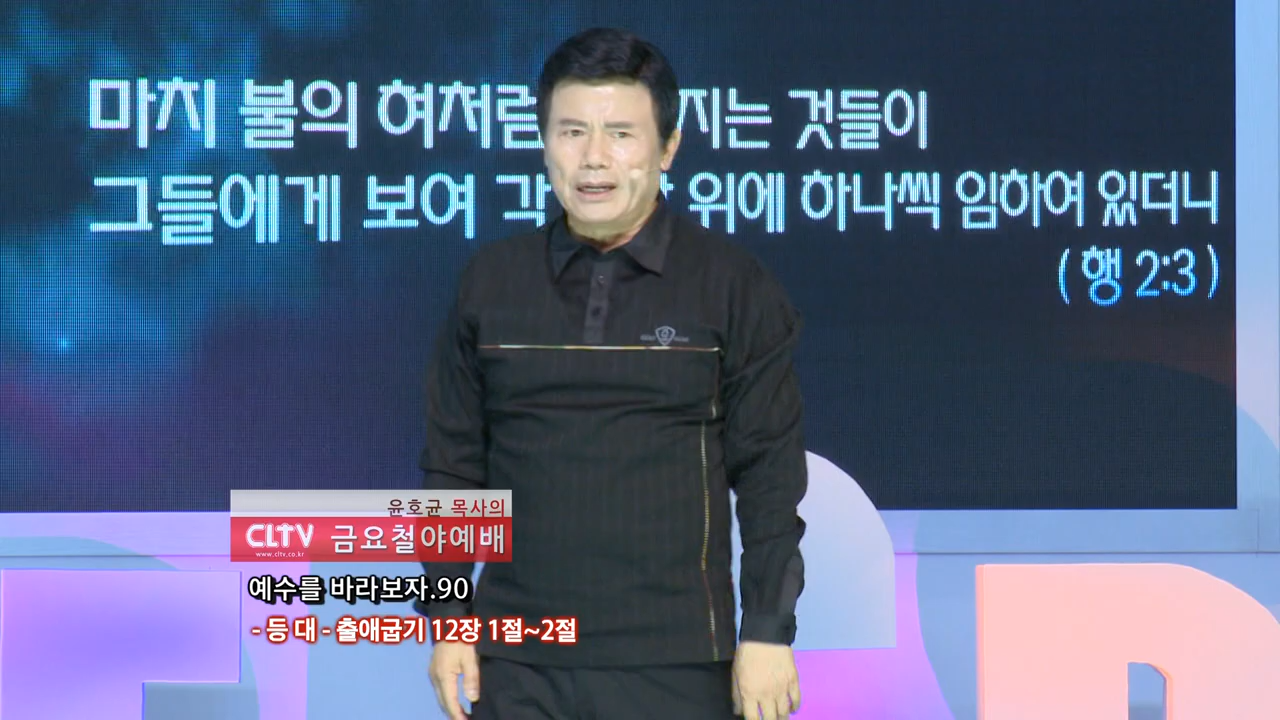 마치 불의 혀처럼 지는 것들이
그들에게 보여 각 위에 하나씩 임하여 있더니
( 행 2:3 )
윤호균 목사의
CLTV 금요철야예배
www.cltv.co.kr
예수를 바라보자.90
- 등 대 - 출애굽기 12장 1절~2절